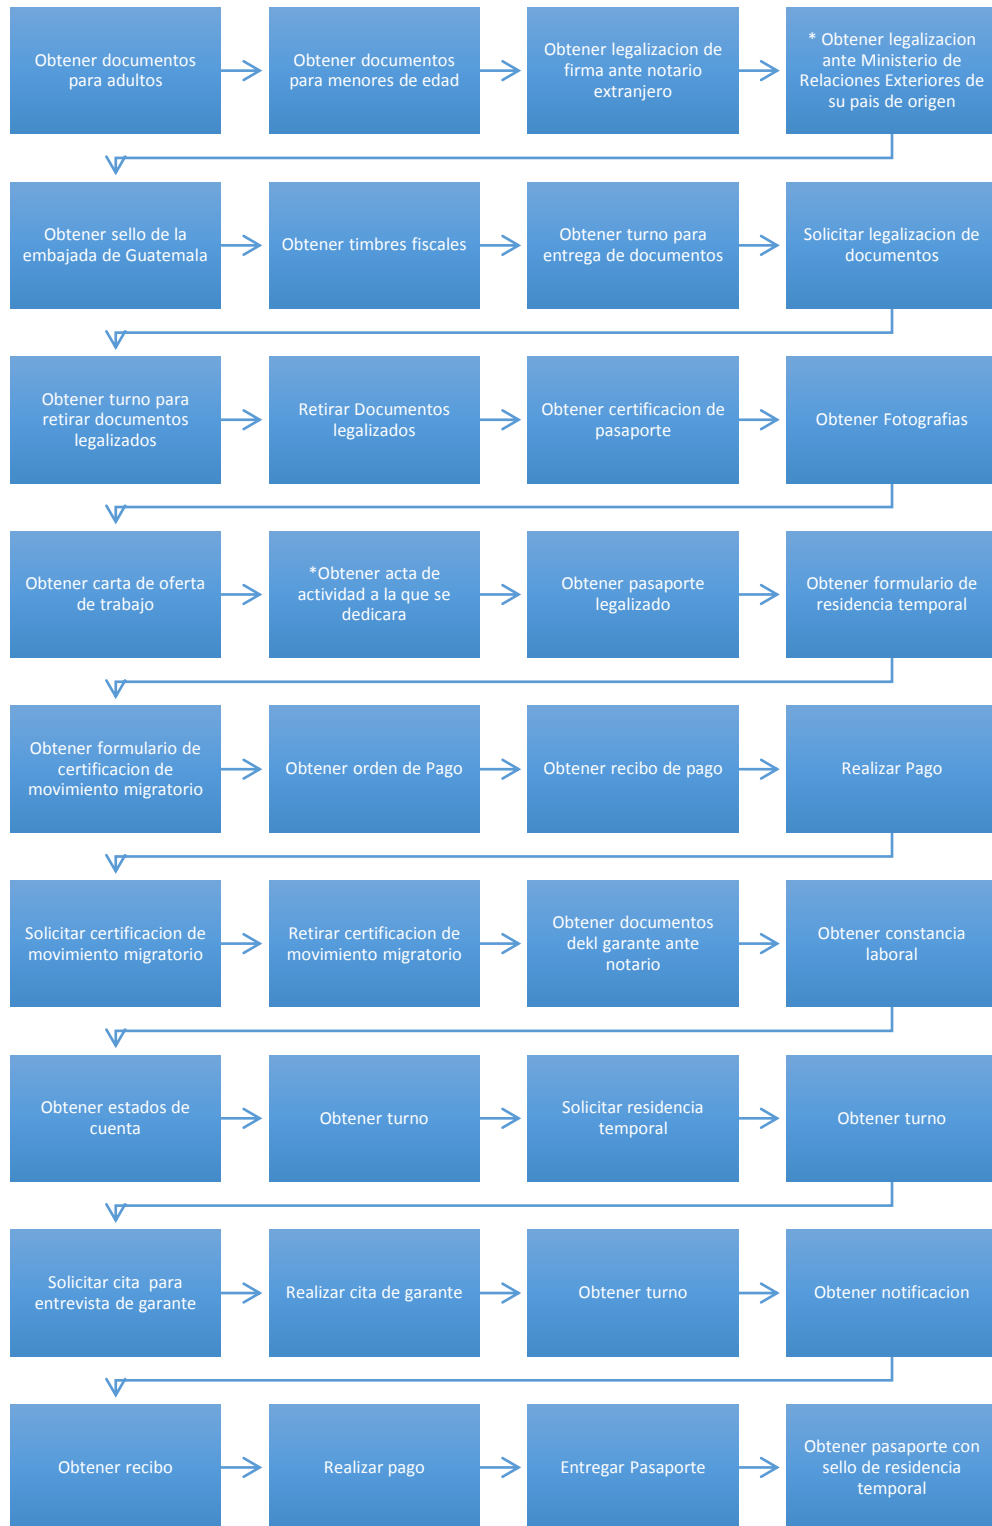 Obtener documentos
para adultos
Obtener documentos
para menores de edad
Obtener legalizacion de
firma ante notario
extranjero
* Obtener legalizacion
ante Ministerio de
Relaciones Exteriores de
su pais de origen
Obtener sello de la
embajada de Guatemala
Obtener timbres fiscales
Obtener turno para
entrega de documentos
Solicitar legalizacion de
documentos
Obtener turno para
retirar documentos
legalizados
Retirar Documentos
legalizados
Obtener certificacion de
pasaporte
Obtener Fotografias
Obtener carta de oferta
de trabajo
*Obtener acta de
actividad a la que se
dedicara
Obtener pasaporte
legalizado
Obtener formulario de
residencia temporal
Obtener formulario de
certificacion de
movimiento migratorio
Obtener orden de Pago
Obtener recibo de pago
Realizar Pago
Solicitar certificacion de
movimiento migratorio
Retirar certificacion de
movimiento migratorio
Obtener documentos
dekl garante ante
notario
Obtener constancia
laboral
Obtener estados de
cuenta
Obtener turno
Solicitar residencia
temporal
Obtener turno
Solicitar cita  para
entrevista de garante
Realizar cita de garante
Obtener turno
Obtener notificacion
Obtener recibo
Realizar pago
Entregar Pasaporte
Obtener pasaporte con
sello de residencia
temporal